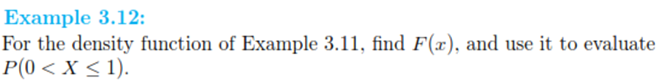 Example 3.12:
For the density function of Example 3.11, find F(x), and use it to evaluate
P(0 < X ≤ 1).